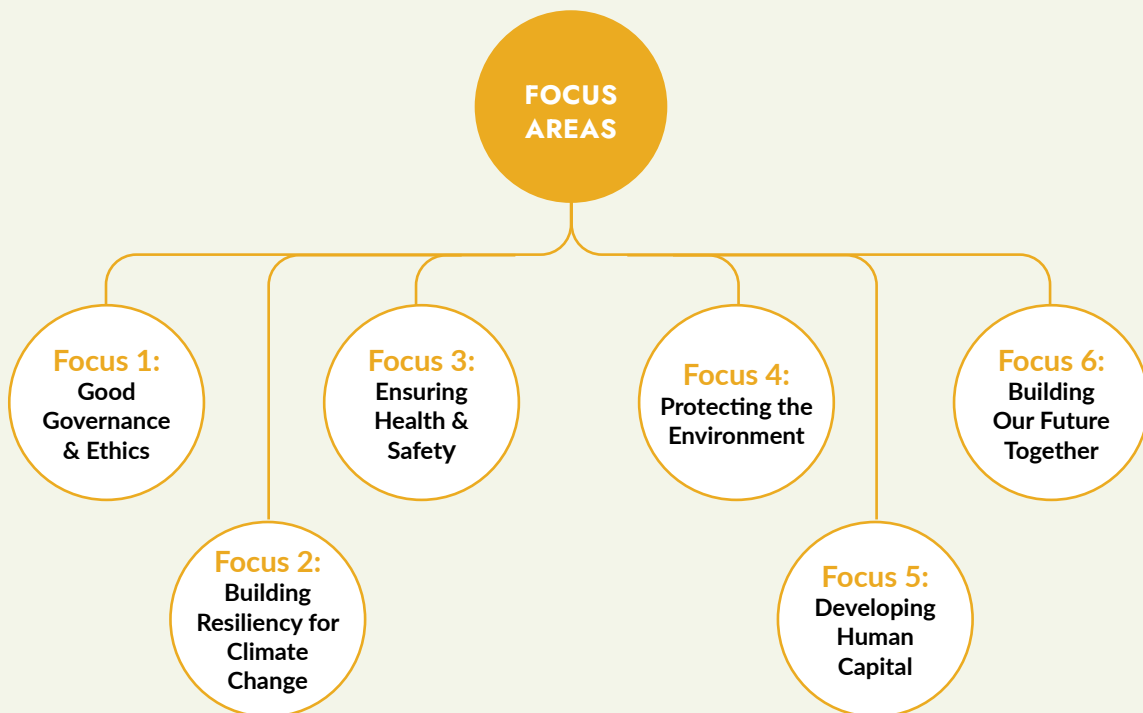 FOCUS
AREAS
Focus 1:
Good
Governance
& Ethics
Focus 2:
Building
Resiliency for
Climate
Change
Focus 3:
Ensuring
Health &
Safety
Focus 4:
Protecting the
Environment
Focus 5:
Developing
Human
Capital
Focus 6:
Building
Our Future
Together